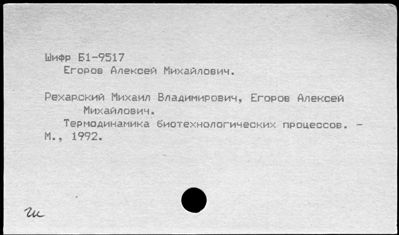 Шифр Б1-9517
Егоров Алексей Михайлович.
Рехарский Михаил Владимирович, Егоров Алексей
Михайлович.
Термодинамика биотехнологических процессов. -
М., 1992.